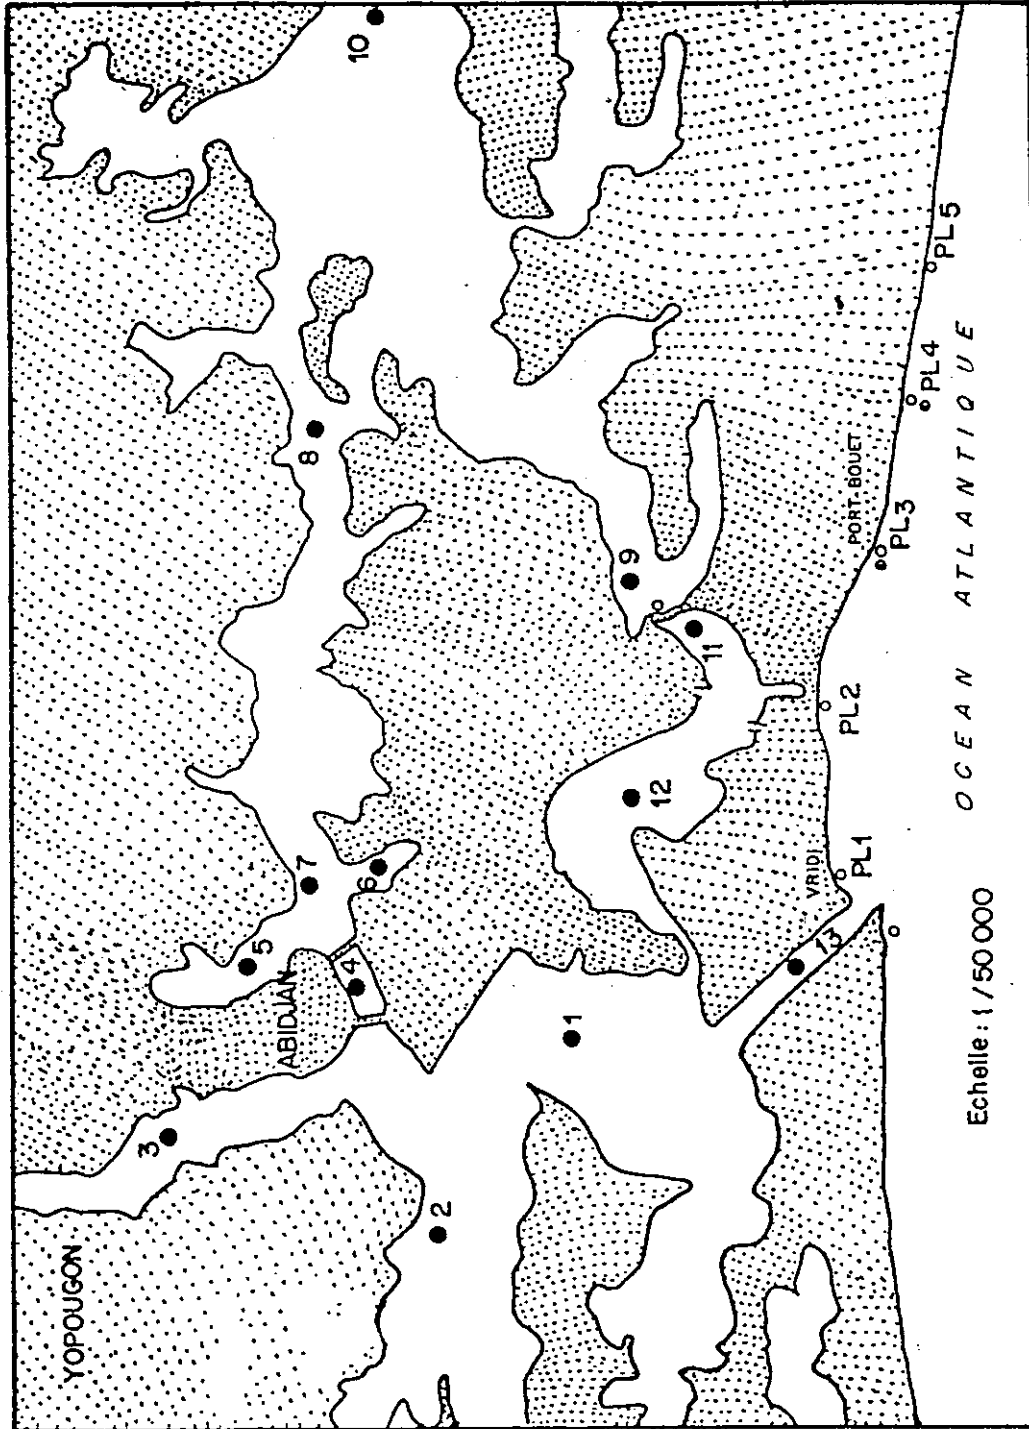 YOPOUGON
3
5
ABIDJAN
4
7
6
8
10
2
1
12
9
11
13
VRIDI
PL1
PL2
PORT-BOUET
PL3
PL4
PL5
OCEAN ATLANTIQUE
Echelle: 1 / 50 000